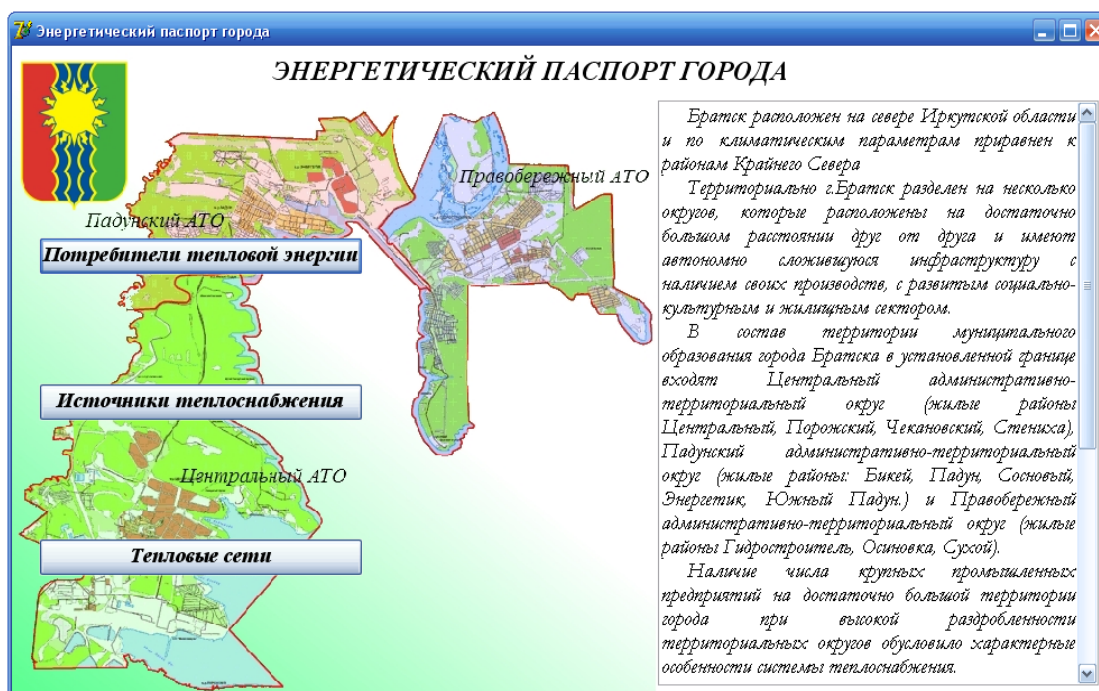 Энергетический паспорт города
ЭНЕРГЕТИЧЕСКИЙ ПАСПОРТ ГОРОДА
Правобережный АТО
Падунский АТО
Потребители тепловой энергии
Источники теплоснабжения
Центральный АТО
Тепловые сети
Братск расположен на севере Иркутской области
и по климатическим параметрам приравнен к
районам Крайнего Севера
Территориально г.Братск разделен на несколько
округов, которые расположены на достаточно
большом расстоянии друг от друга и имеют
автономно сложившуюся инфраструктуру с
наличием своих производств, с развитым социально-
культурным и жилищным сектором.
В состав территории муниципального
образования города Братска в установленной границе
входят Центральный административно-
территориальный округ (жилые районы
Центральный, Порожский, Чекановский, Стениха),
Падунский административно-территориальный
округ (жилые районы: Бикей, Падун, Сосновый,
Энергетик, Южный Падун.) и Правобережный
административно-территориальный округ (жилые
районы Гидростроитель, Осиновка, Сухой).
Наличие числа крупных промышленных
предприятий на достаточно большой территории
города при высокой раздробленности
территориальных округов обусловило характерные
особенности системы теплоснабжения.